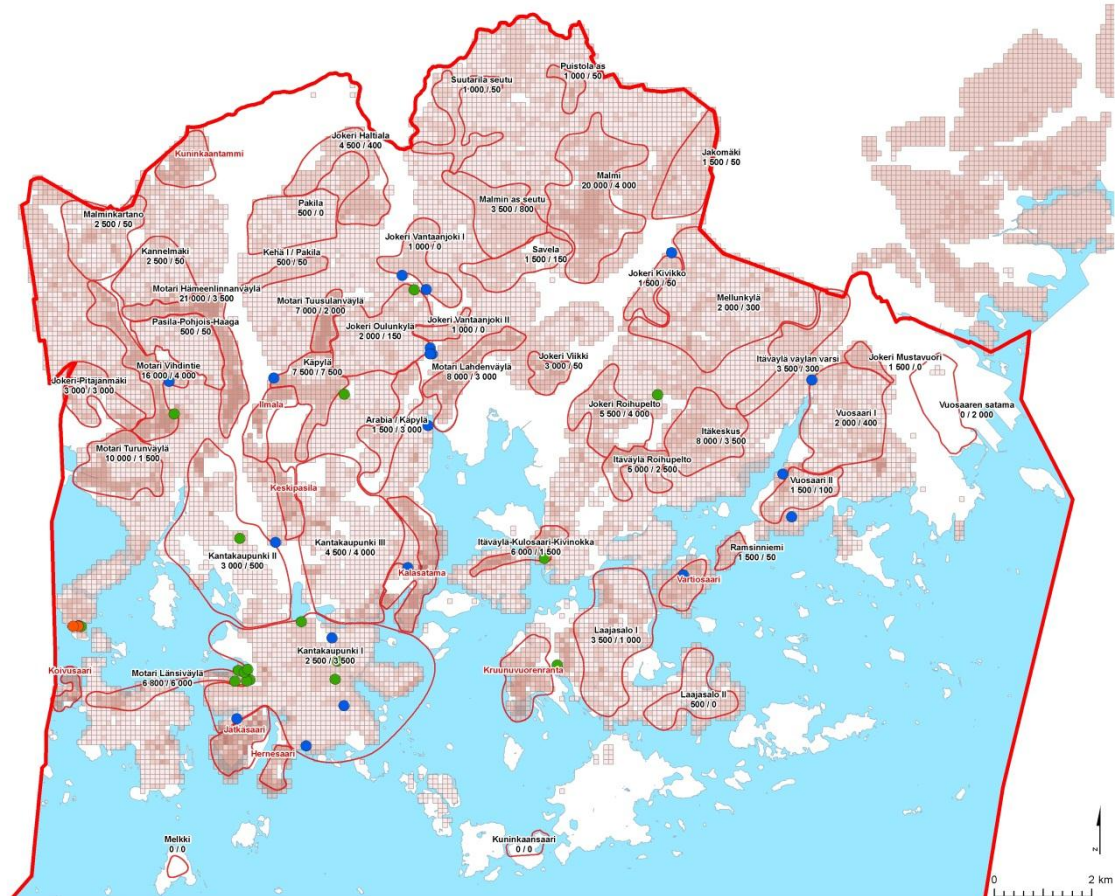 Puistola as
1 000 / 50
Suutarila seutu
1 000 / 50
Jokeri Haltiala
4 500 / 400
Kuninkaantammi
Jakomäki
1 500 / 50
Malmi
20 000 / 4 000
Malmin as seutu
3 500 / 800
Pakila
500 / 0
Malminkartano
2 500 / 50
Jokeri Vantaanjoki I
1 000 / 0
Kehä I / Pakila
500 / 50
Savela
1 500 / 150
Kannelmäki
2 500 / 50
Jokeri Kivikko
1 500 / 50
Motari Hämeenlinnanväylä
21 000 / 3 500
Motari Tuusulanväylä
7 000 / 2 000
Mellunkylä
2 000 / 300
Pasila-Pohjois-Haaga
500 / 50
Jokeri Oulunkylä
2 000 / 150
Jokeri Vantaanjoki II
1 000 / 0
Jokeri Viikki
3 000 / 50
Itäväylä väylän varsi
3 500 / 300
Jokeri Mustavuori
1 500 / 0
Motari Vihdintie
16 000 / 4 000
Käpylä
7 500 / 7 500
Motari Lahdenväylä
8 000 / 3 000
Jokeri-Pitäjänmäki
3 000 / 3 000
Ilmala
Jokeri Roihupelto
5 500 / 4 000
Vuosaaren satama
0 / 2 000
Vuosaari I
2 000 / 400
Arabia / Käpylä
1 500 / 3 000
Itäkeskus
8 000 / 3 500
Motari Turunväylä
10 000 / 1 500
Itäväylä Roihupelto
5 000 / 2 500
Vuosaari II
1 500 / 100
Keskipasila
Kantakaupunki II
3 000 / 500
Kantakaupunki III
4 500 / 4 000
Itäväylä-Kulosaari-Kivinokka
6 000 / 1 500
Ramsinniemi
1 500 / 50
Kalasatama
Vartiosaari
Laajasalo I
3 500 / 1 000
Kantakaupunki I
2 500 / 3 500
Koivusaari
Motari Länsiväylä
6 800 / 6 000
Kruunuvuorenranta
Laajasalo II
500 / 0
Jätkäsaari
Hernesaari
Melkki
0 / 0
Kuninkaansaari
0 / 0
N
0 2 km